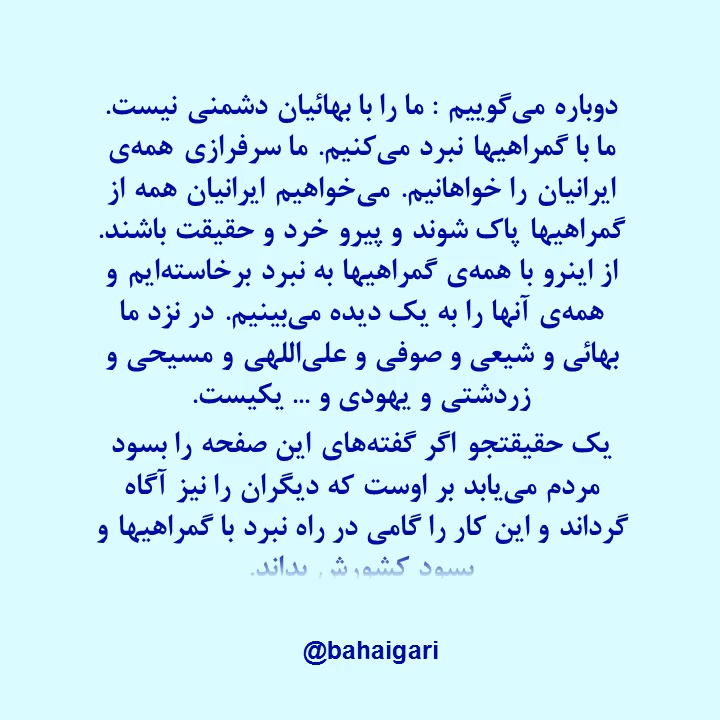 دوباره می‌گوییم : ما را با بهائیان دشمنی نیست.
ما با گمراهیها نبرد می‌کنیم. ما سرفرازی همه‌ی
ایرانیان را خواهانیم. می‌خواهیم ایرانیان همه از
گمراهیها پاک شوند و پیرو خرد و حقیقت باشند.
از اینرو با همه‌ی گمراهیها به نبرد برخاسته‌ایم و
همه‌ی آنها را به یک دیده می‌بینیم. در نزد ما
بهائی و شیعی و صوفی و علی‌اللهی و مسیحی و
زردشتی و یهودی و ... یکیست.
یک حقیقتجو اگر گفته‌های این صفحه را بسود
مردم می‌یابد بر اوست که دیگران را نیز آگاه
گرداند و این کار را گامی در راه نبرد با گمراهیها و
بسود کشورش بداند.
@bahaigari